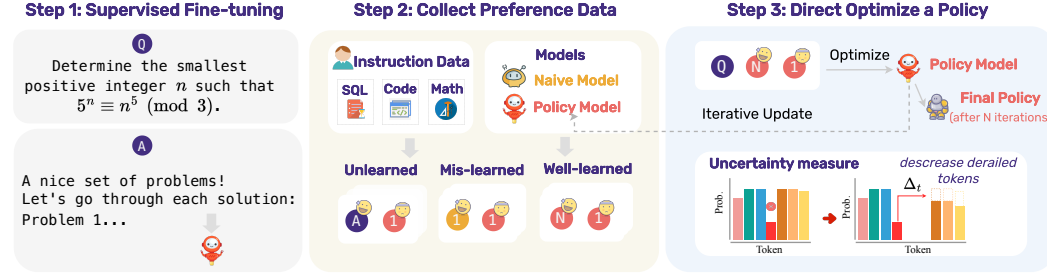 Step 1: Supervised Fine-tuning
Q
Determine the smallest
positive integer n such that
5^n ≡ n^5 (mod 3).
A
A nice set of problems!
Let's go through each solution:
Problem 1...
Step 2: Collect Preference Data
Instruction Data
SQL Code Math
Models
Naive Model
Policy Model
Unlearned Mis-learned Well-learned
A 1 1 1 N 1
Step 3: Direct Optimize a Policy
Q N 1
Optimize
Policy Model
Final Policy
(after N iterations)
Iterative Update
Uncertainty measure
descrease derailed
tokens
Prob.
Token
Prob.
Δt
Token